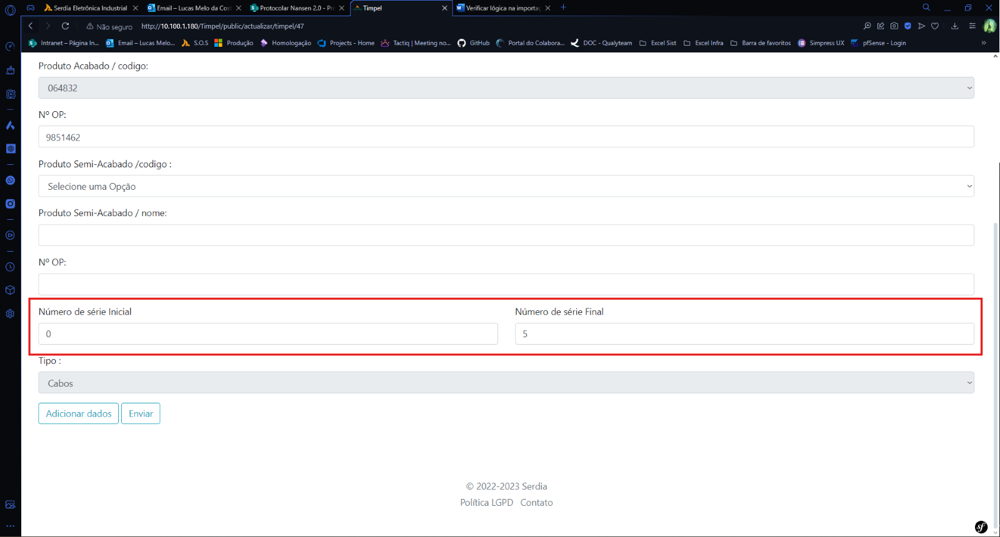 Serdia Eletrônica Industrial
Email – Lucas Melo da Cost
Protocolar Nansen 2.0 - Pr
Timpel
Verificar lógica na importaç
Não seguro
http://10.100.1.180/Timpel/public/actualizar/timpel/47
Intranet – Página In...
Email – Lucas Melo...
S.O.S
Produção
Homologação
Projects - Home
Tactiq | Meeting no...
GitHub
Portal do Colabora...
DOC - Qualyteam
Excel Sist
Excel Infra
Barra de favoritos
Simpress UX
pfSense - Login
Produto Acabado / codigo:
064832
Nº OP:
9851462
Produto Semi-Acabado /codigo :
Selecione uma Opção
Produto Semi-Acabado / nome:
Nº OP:
Número de série Inicial
Número de série Final
0
5
Tipo :
Cabos
Adicionar dados
Enviar
© 2022-2023 Serdia
Política LGPD Contato
sf